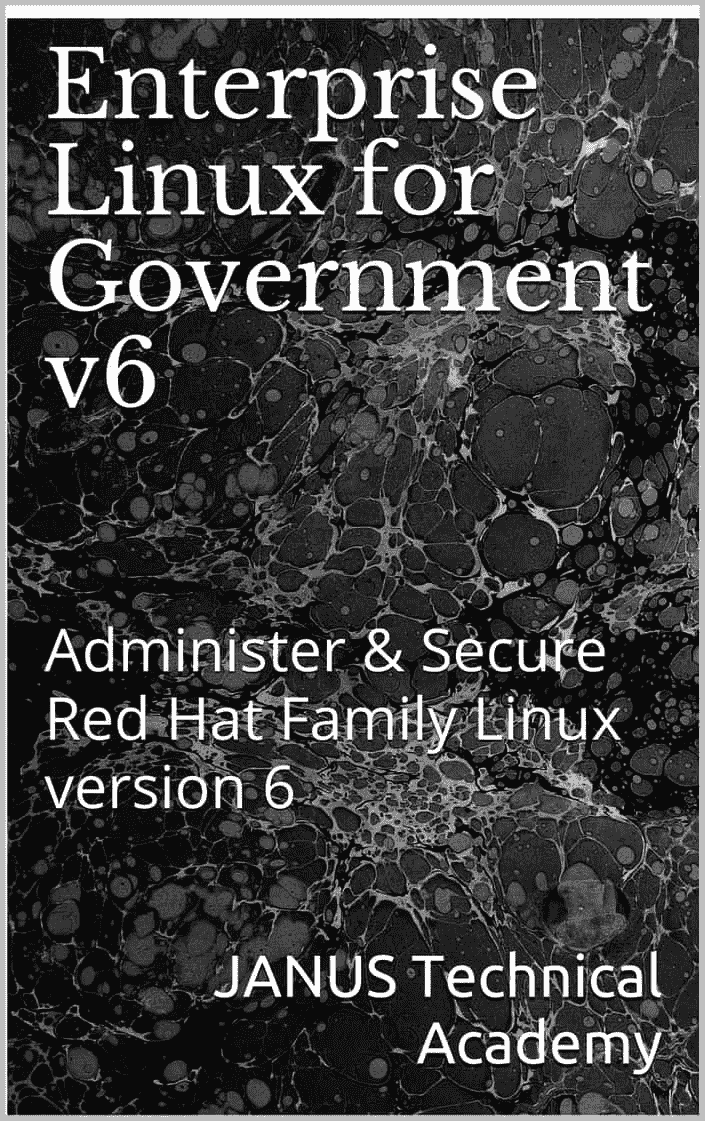 Enterprise
Linux for
Government
v6
Administer & Secure
Red Hat Family Linux
version 6
JANUS Technical
Academy